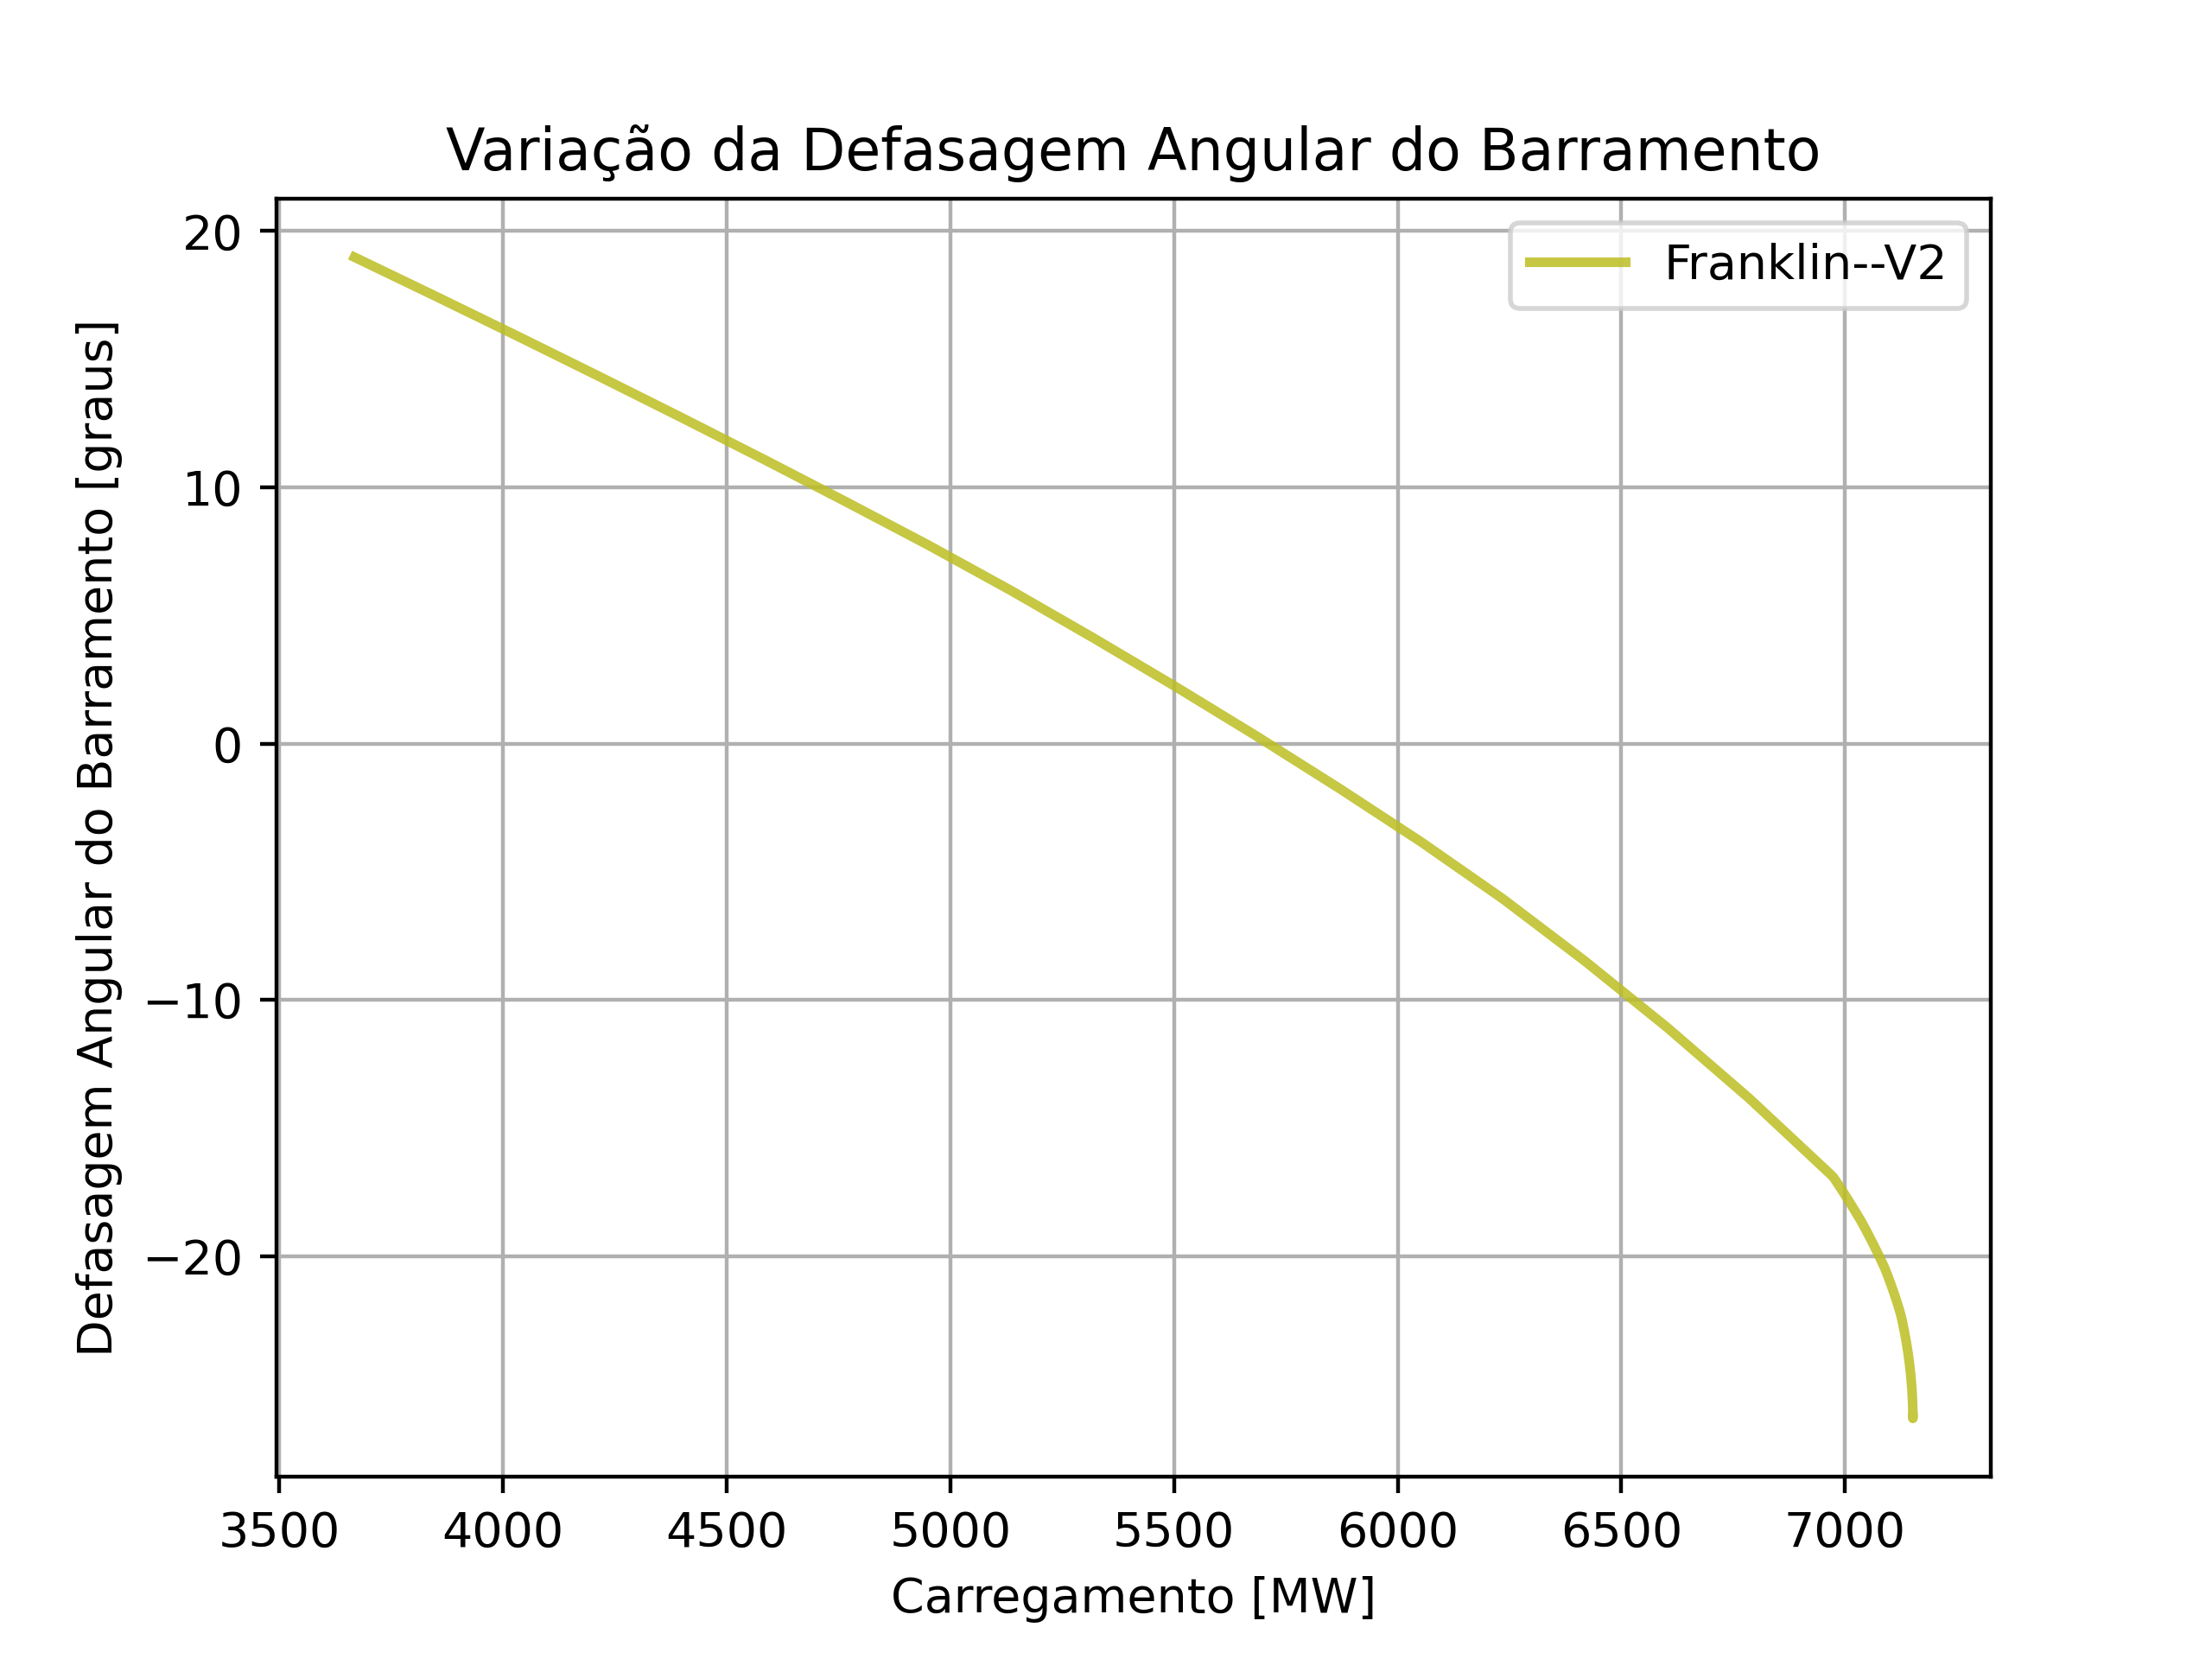 Variação da Defasagem Angular do Barramento
Franklin--V2
Defasagem Angular do Barramento [graus]
20
10
0
−10
−20
3500 4000 4500 5000 5500 6000 6500 7000
Carregamento [MW]